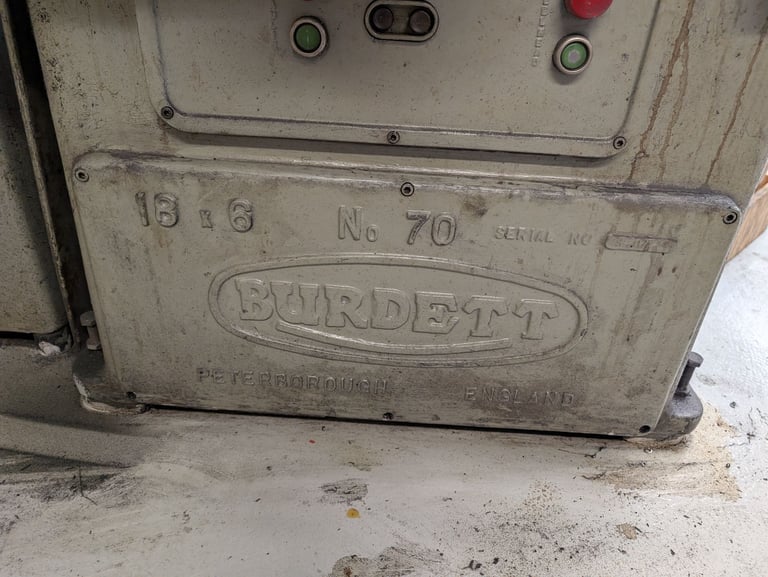 18 x 6 No 70 SERIAL NO
BURDETT
PETERBOROUGH ENGLAND